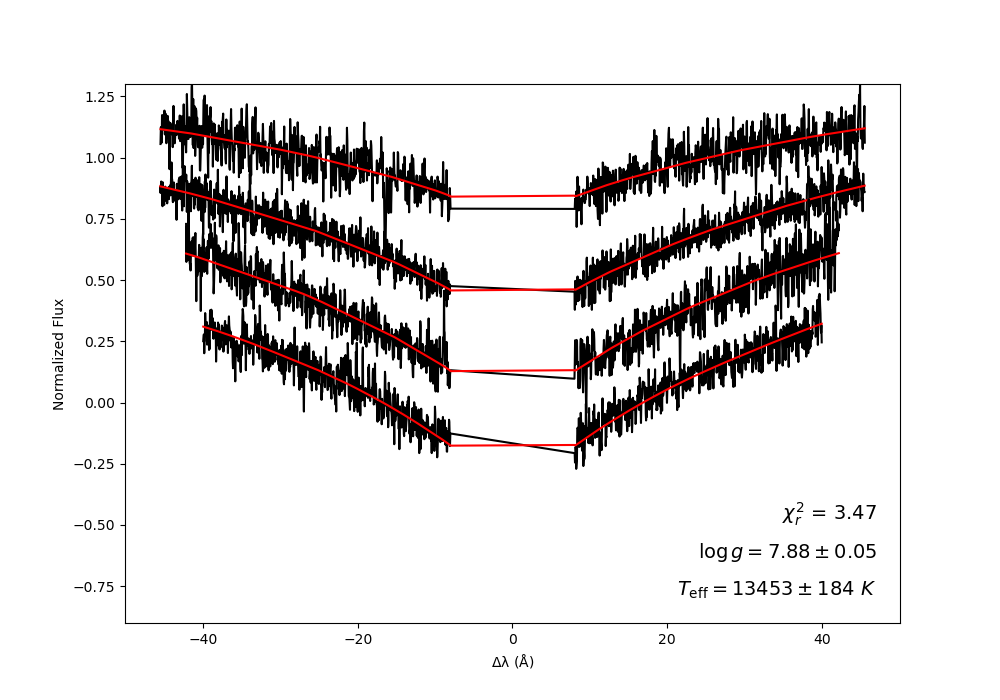 1.25
1.00
0.75
0.50
0.25
0.00
−0.25
−0.50
−0.75
Normalized Flux
χ²ᵣ = 3.47
log g = 7.88 ± 0.05
T_eff = 13453 ± 184 K
−40 −20 0 20 40
Δλ (Å)